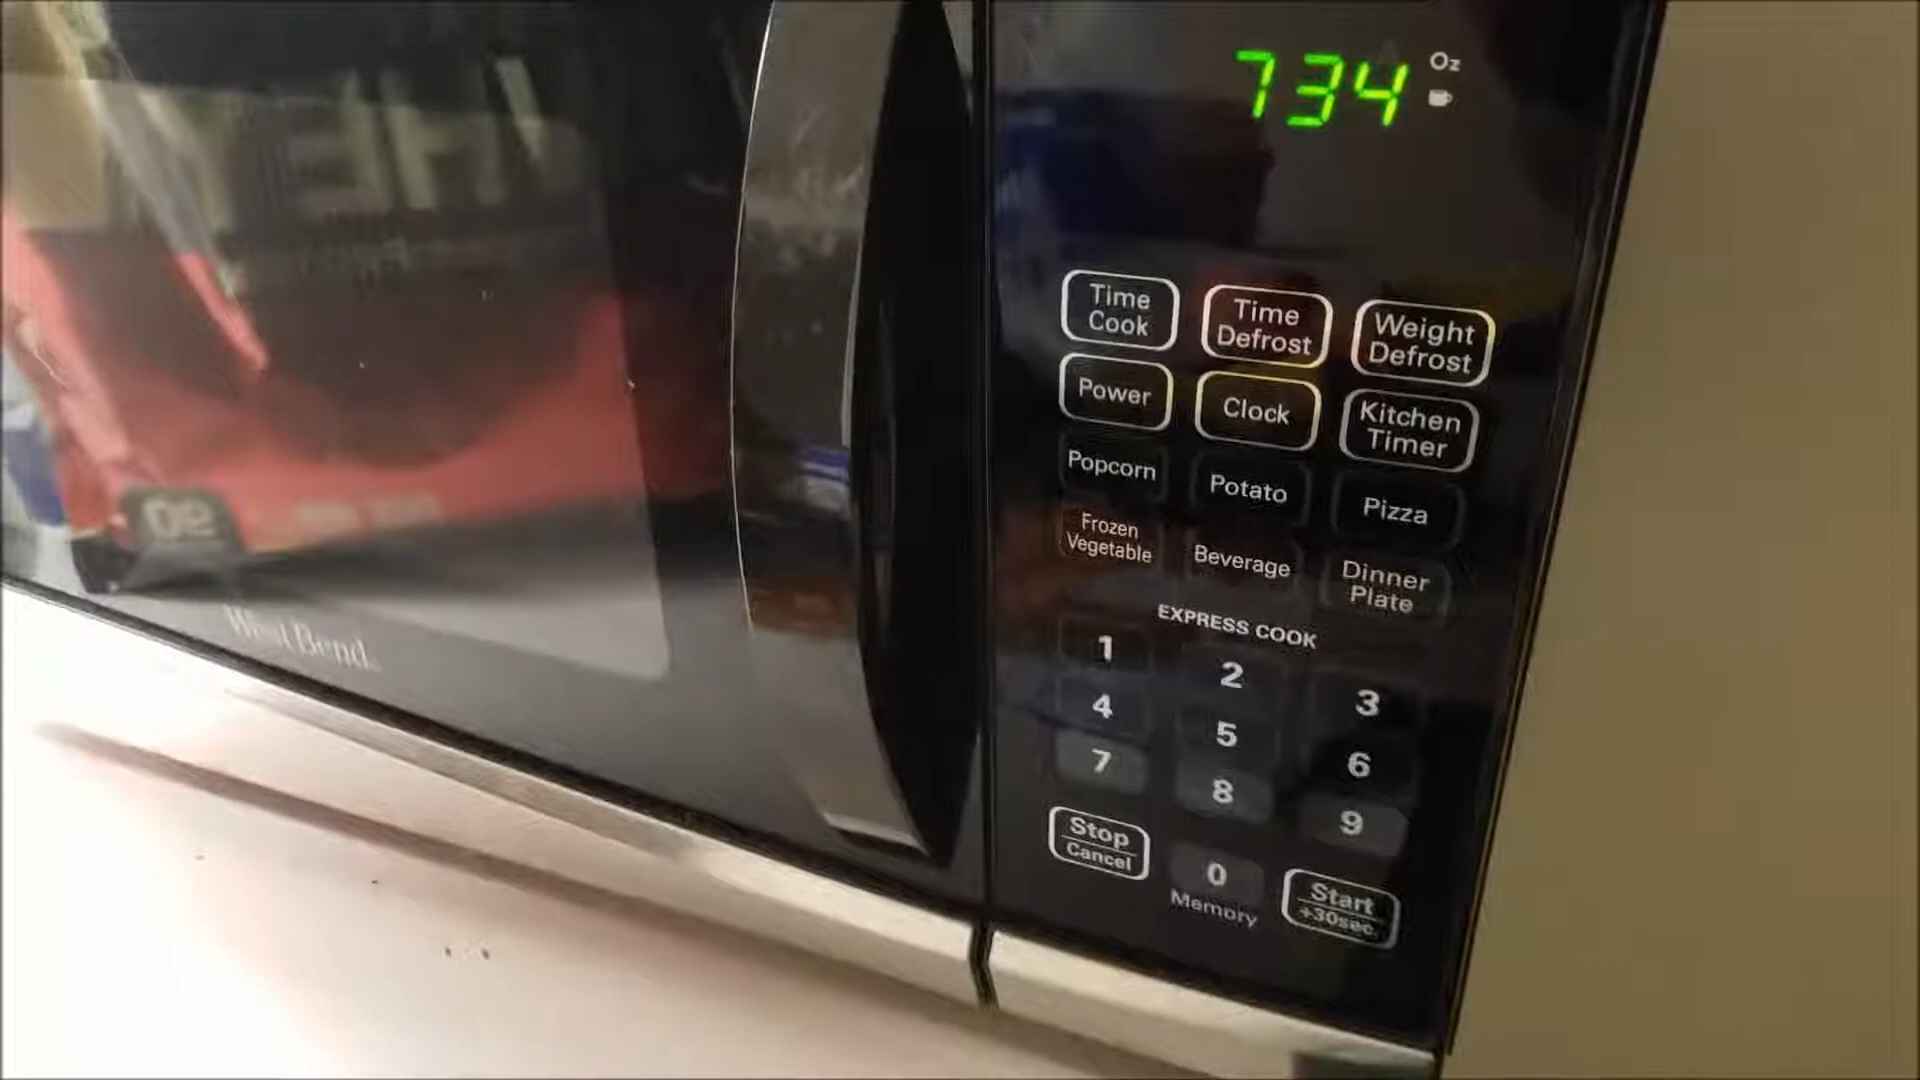 734
Oz
Time
Cook
Time
Defrost
Weight
Defrost
Power
Clock
Kitchen
Timer
Popcorn
Potato
Pizza
Frozen
Vegetable
Beverage
Dinner
Plate
EXPRESS COOK
1
2
3
4
5
6
7
8
9
Stop
Cancel
0
Memory
Start
+30sec.
West Bend